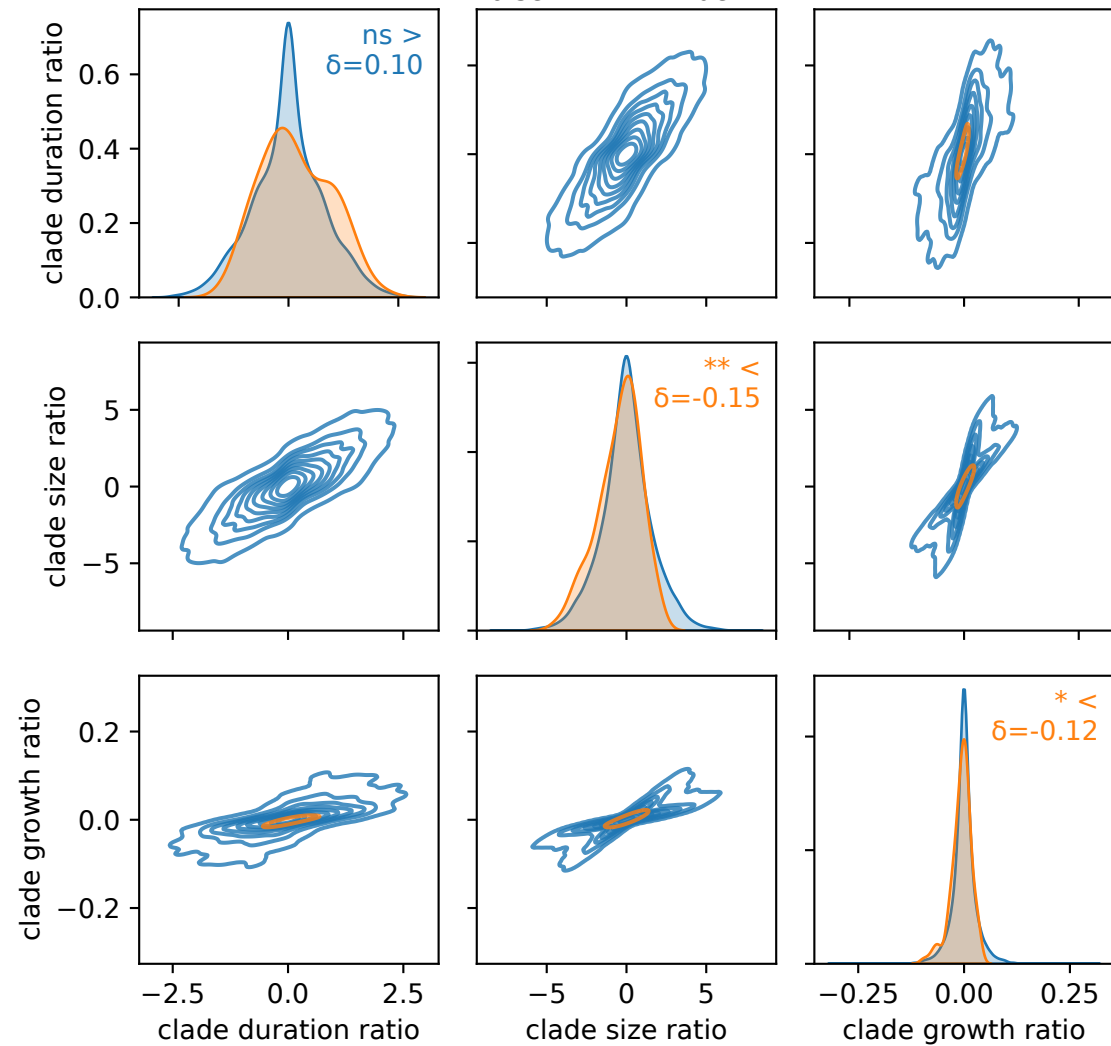 clade duration ratio
0.6
0.4
0.2
0.0
ns >
δ=0.10
clade size ratio
5
0
−5
** <
δ=-0.15
clade growth ratio
0.2
0.0
−0.2
* <
δ=-0.12
−2.5 0.0 2.5
−5 0 5
−0.25 0.00 0.25
clade duration ratio
clade size ratio
clade growth ratio